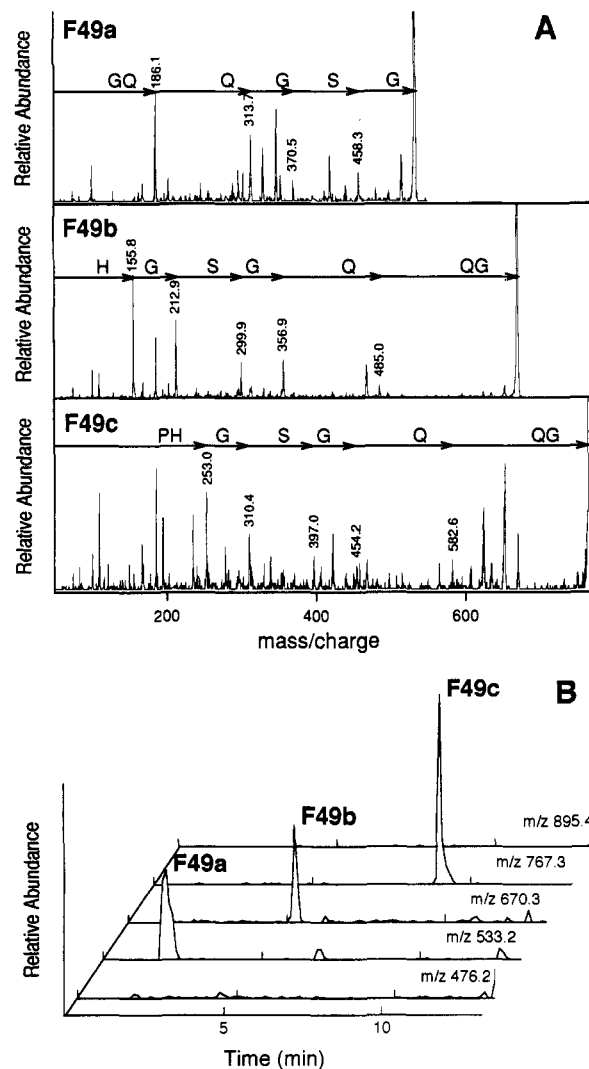 F49a
A
Relative Abundance
GQ
186.1
Q
313.7
G
370.5
S
458.3
G
F49b
Relative Abundance
H
155.8
G
212.9
S
299.9
G
356.9
Q
485.0
QG
F49c
Relative Abundance
PH
253.0
G
310.4
S
397.0
G
454.2
Q
582.6
QG
200 400 600
mass/charge
B
F49c
F49b
F49a
m/z 895.4
m/z 767.3
m/z 670.3
m/z 533.2
m/z 476.2
Relative Abundance
5 10
Time (min)